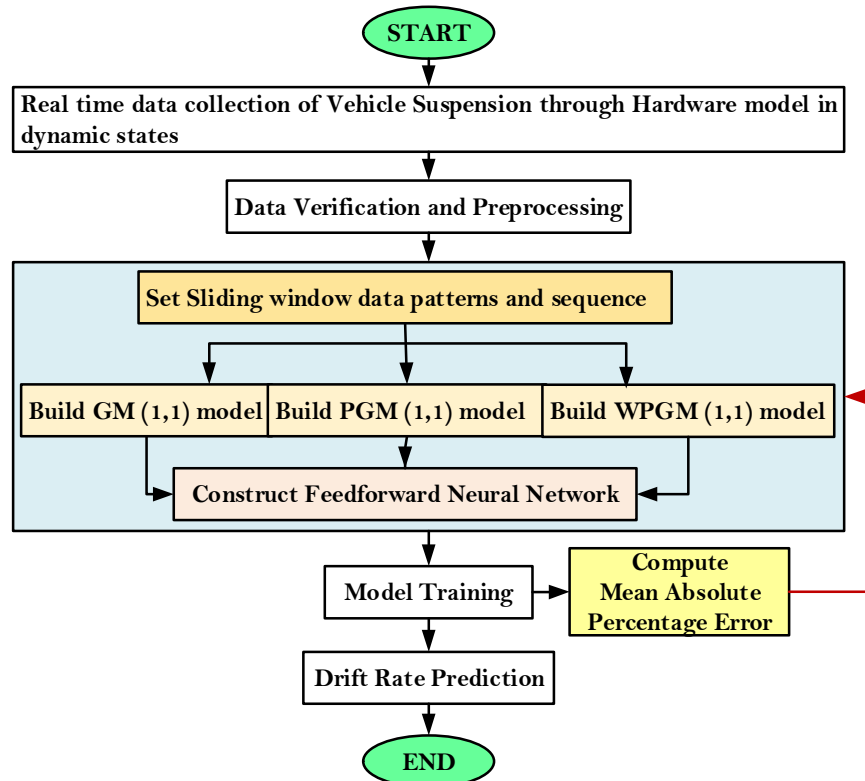 START
Real time data collection of Vehicle Suspension through Hardware model in
dynamic states
Data Verification and Preprocessing
Set Sliding window data patterns and sequence
Build GM (1,1) model
Build PGM (1,1) model
Build WPGM (1,1) model
Construct Feedforward Neural Network
Model Training
Compute
Mean Absolute
Percentage Error
Drift Rate Prediction
END